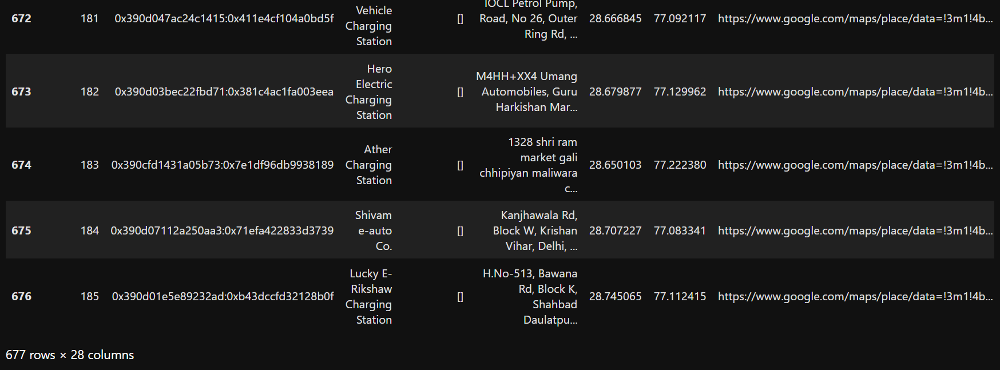 IOCL Petrol Pump,
Vehicle
672 181 0x390d047ac24c1415:0x411e4cf104a0bd5f Charging [] Road, No 26, Outer 28.666845 77.092117 https://www.google.com/maps/place/data=!3m1!4b...
Station Ring Rd, ...
Hero
Electric M4HH+XX4 Umang
673 182 0x390d03bec22fbd71:0x381c4ac1fa003eea Charging [] Automobiles, Guru 28.679877 77.129962 https://www.google.com/maps/place/data=!3m1!4b...
Station Harkishan Mar...
1328 shri ram
Ather market gali
674 183 0x390cfd1431a05b73:0x7e1df96db9938189 Charging [] chhipiyan maliwara 28.650103 77.222380 https://www.google.com/maps/place/data=!3m1!4b...
Station c...
Shivam Kanjhawala Rd,
675 184 0x390d07112a250aa3:0x71efa422833d3739 e-auto [] Block W, Krishan 28.707227 77.083341 https://www.google.com/maps/place/data=!3m1!4b...
Co. Vihar, Delhi, ...
Lucky E- H.No-513, Bawana
Rikshaw Rd, Block K,
676 185 0x390d01e5e89232ad:0xb43dccfd32128b0f Charging [] Shahbad 28.745065 77.112415 https://www.google.com/maps/place/data=!3m1!4b...
Station Daulatpu...
677 rows × 28 columns